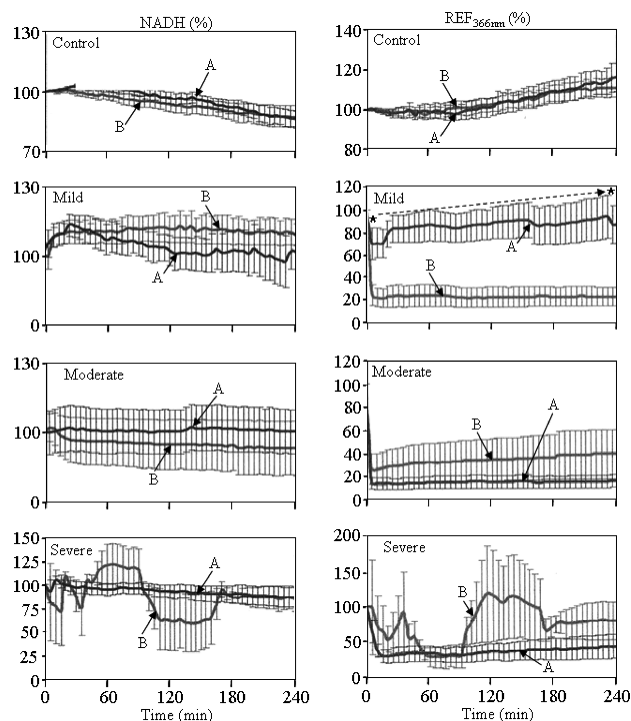 NADH (%)
REF366nm (%)
130
Control
A
100
B
70
140
Control
120
B
100
A
80
130
Mild
B
100
A
0
120
Mild
100
80
A
60
B
40
20
0
130
Moderate
A
100
B
0
120
Moderate
100
80
A
B
60
40
20
0
150
Severe
125
100
A
75
B
50
25
0
0 60 120 180 240
Time (min)
200
Severe
150
B
100
50
A
0
0 60 120 180 240
Time (min)